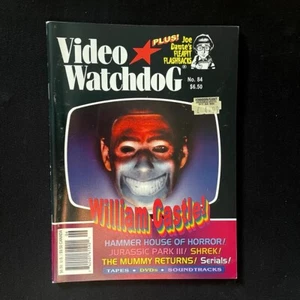 Video
WatchdoG
PLUS!
Joe
Dante's
FLEAPIT
FLASHBACKS
No. 84
$6.50
William Castle!
HAMMER HOUSE OF HORROR/
JURASSIC PARK III/ SHREK/
THE MUMMY RETURNS/ Serials/
TAPES • DVDs • SOUNDTRACKS